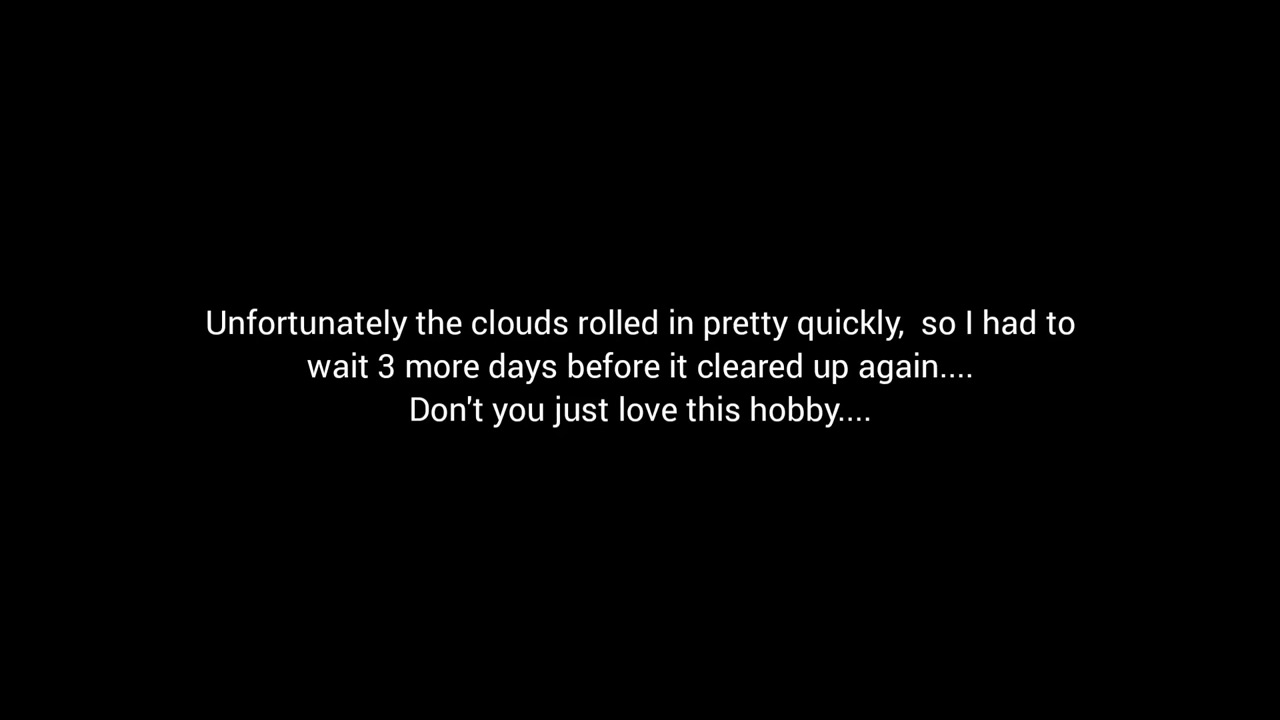 Unfortunately the clouds rolled in pretty quickly,  so I had to
wait 3 more days before it cleared up again....
Don't you just love this hobby....